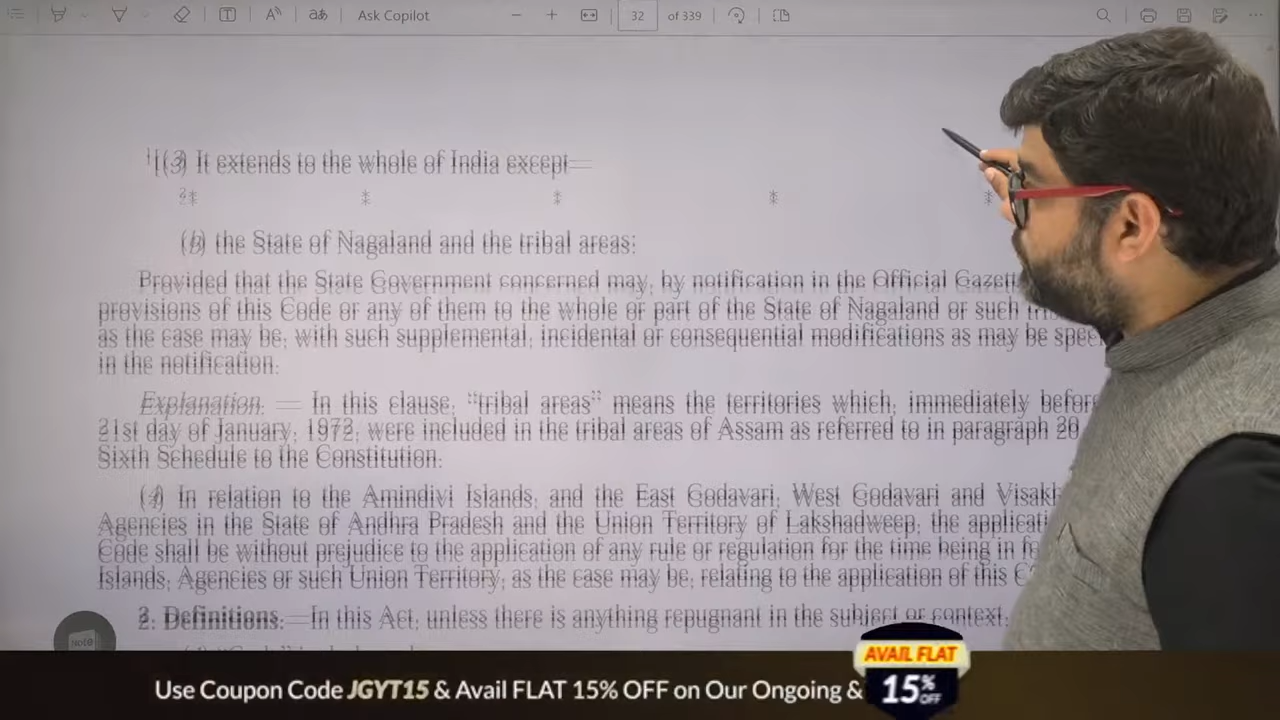 Ask Copilot
32 of 339
1[(3) It extends to the whole of India except—
2* * * * *
(b) the State of Nagaland and the tribal areas:
Provided that the State Government concerned may, by notification in the Official
provisions of this Code or any of them to the whole or part of the State of Nagaland or such
as the case may be, with such supplemental, incidental or consequential modifications as may be
in the notification.
Explanation. — In this clause, "tribal areas" means the territories which, immediately
21st day of January, 1972, were included in the tribal areas of Assam as referred to in paragraph 20
Sixth Schedule to the Constitution.
(4) In relation to the Amindivi Islands, and the East Godavari, West Godavari and
Agencies in the State of Andhra Pradesh and the Union Territory of Lakshadweep, the
Code shall be without prejudice to the application of any rule or regulation for the time being in
Islands, Agencies or such Union Territory, as the case may be, relating to the application of this
2. Definitions.—In this Act, unless there is anything repugnant in the subject or context,
Note
Use Coupon Code JGYT15 & Avail FLAT 15% OFF on Our Ongoing &
AVAIL FLAT
15% OFF